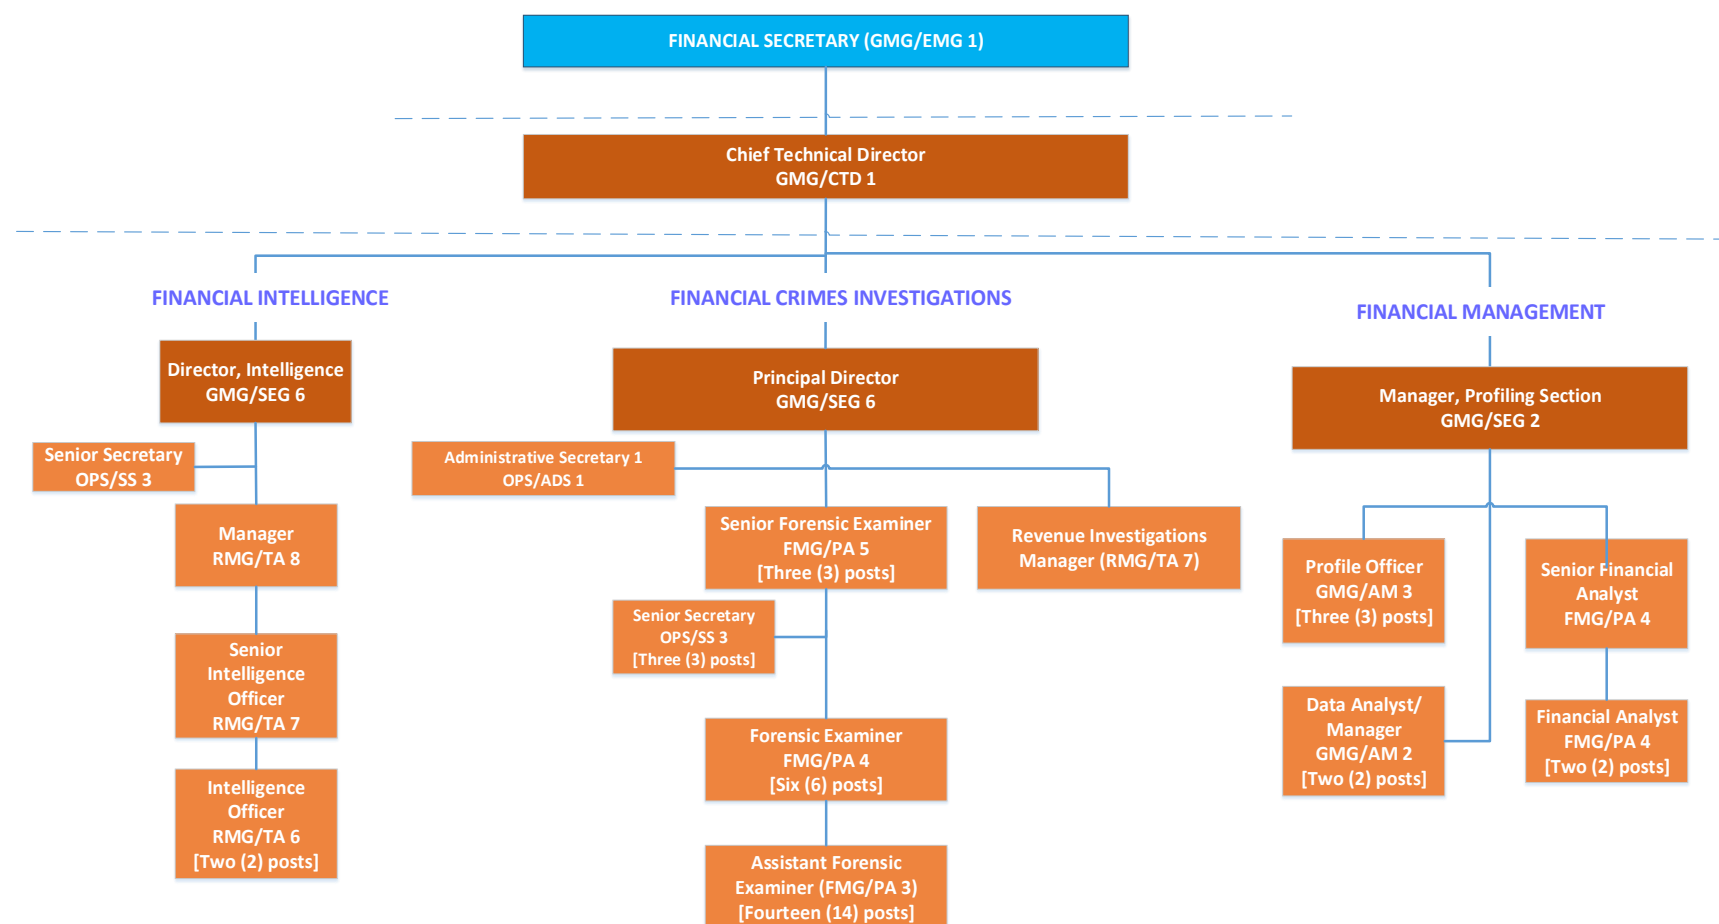 FINANCIAL SECRETARY (GMG/EMG 1)
Chief Technical Director
GMG/CTD 1
FINANCIAL INTELLIGENCE
Director, Intelligence
GMG/SEG 6
Senior Secretary
OPS/SS 3
Manager
RMG/TA 8
Senior
Intelligence
Officer
RMG/TA 7
Intelligence
Officer
RMG/TA 6
[Two (2) posts]
FINANCIAL CRIMES INVESTIGATIONS
Principal Director
GMG/SEG 6
Administrative Secretary 1
OPS/ADS 1
Senior Forensic Examiner
FMG/PA 5
[Three (3) posts]
Revenue Investigations
Manager (RMG/TA 7)
Senior Secretary
OPS/SS 3
[Three (3) posts]
Forensic Examiner
FMG/PA 4
[Six (6) posts]
Assistant Forensic
Examiner (FMG/PA 3)
[Fourteen (14) posts]
FINANCIAL MANAGEMENT
Manager, Profiling Section
GMG/SEG 2
Profile Officer
GMG/AM 3
[Three (3) posts]
Senior Financial
Analyst
FMG/PA 4
Data Analyst/
Manager
GMG/AM 2
[Two (2) posts]
Financial Analyst
FMG/PA 4
[Two (2) posts]